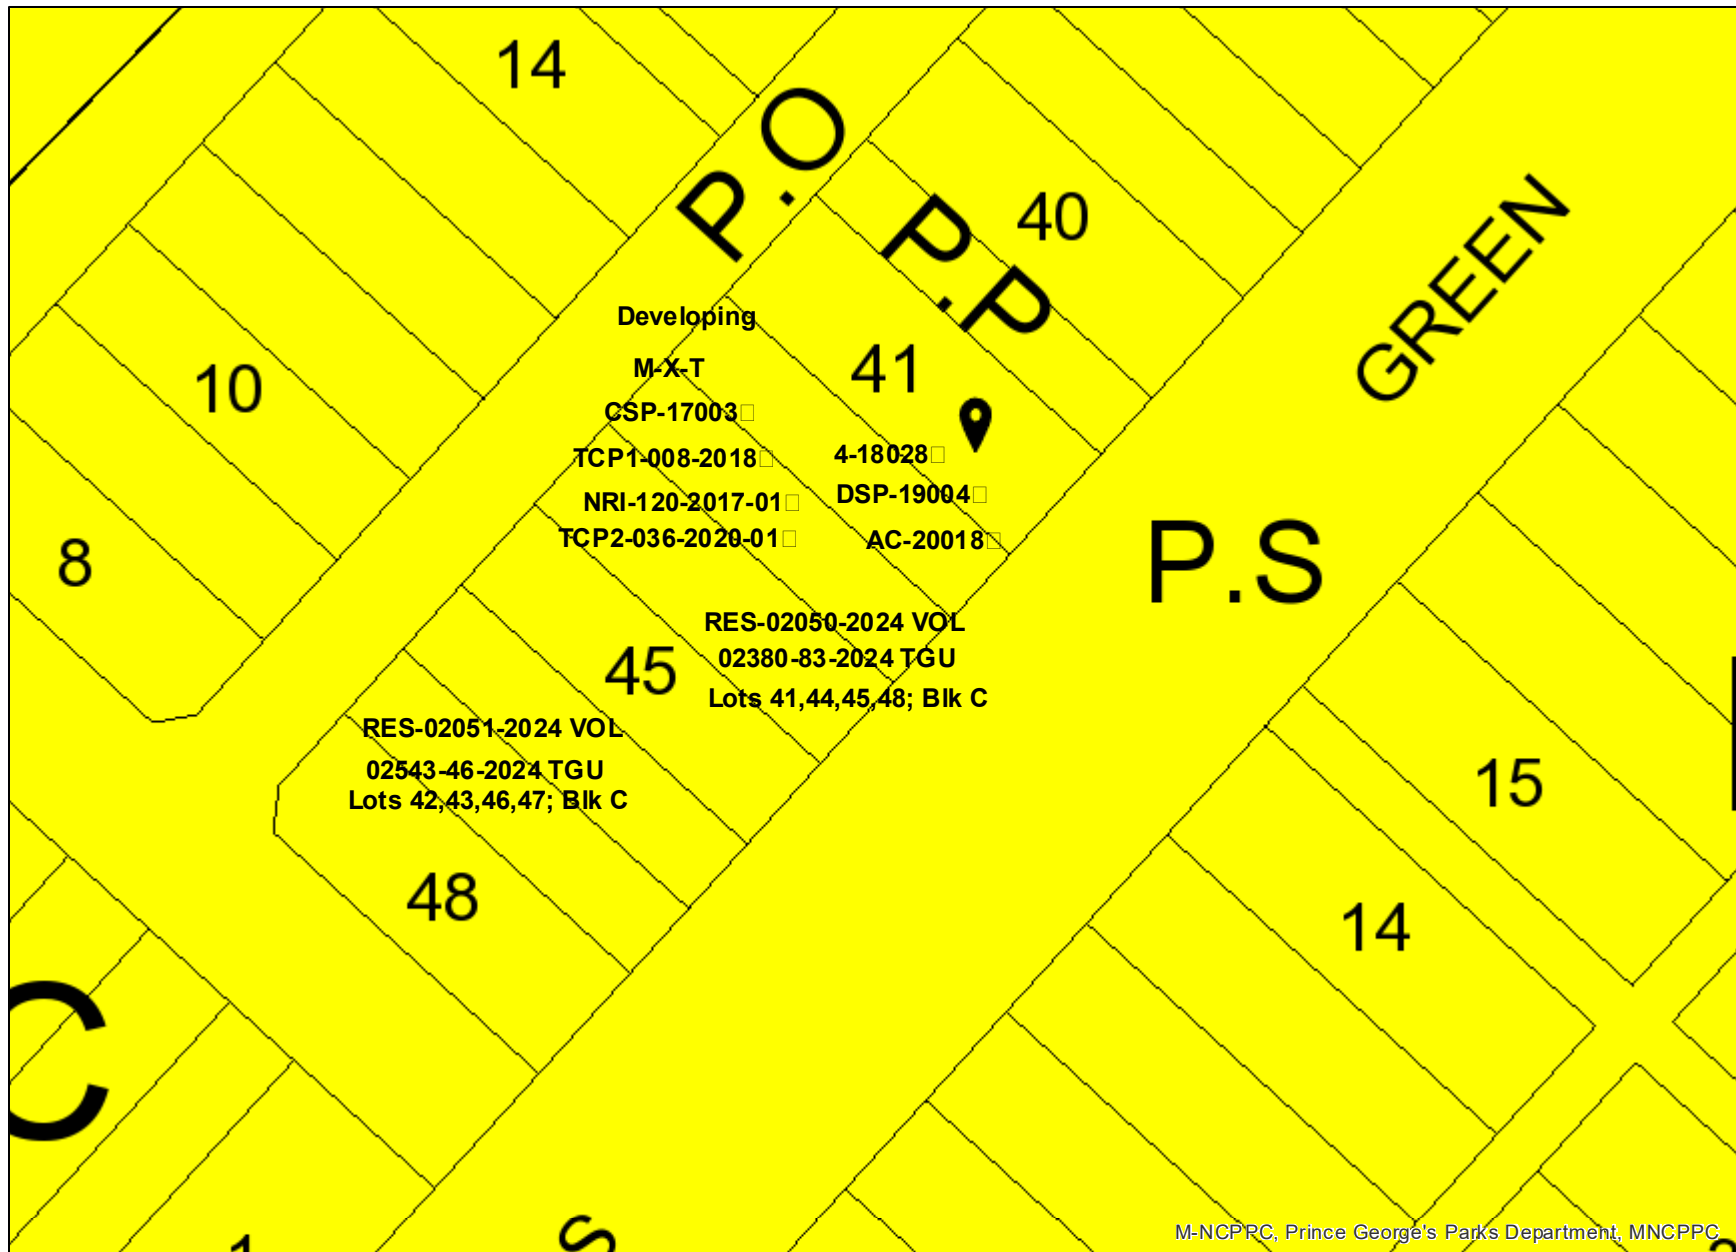 14
P.O
P.P
40
GREEN
Developing
M-X-T
41
10
CSP-17003
TCP1-008-2018
4-18028
NRI-120-2017-01
DSP-19004
TCP2-036-2020-01
AC-20018
8
P.S
RES-02050-2024 VOL
02380-83-2024 TGU
Lots 41,44,45,48; Blk C
45
RES-02051-2024 VOL
02543-46-2024 TGU
Lots 42,43,46,47; Blk C
15
48
14
C
1
S
M-NCPPC, Prince George's Parks Department, MNCPPC